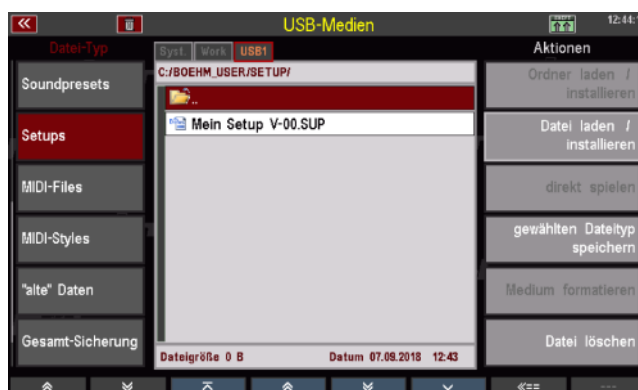 USB-Medien
12:44:
Datei-Typ
Syst. Work USB1
Aktionen
C:/BOEHM_USER/SETUP/
Soundpresets
Setups
MIDI-Files
MIDI-Styles
"alte" Daten
Gesamt-Sicherung
..
Mein Setup V-00.SUP
Dateigröße 0 B
Datum 07.09.2018 12:43
Ordner laden /
installieren
Datei laden /
installieren
direkt spielen
gewählten Dateityp
speichern
Medium formatieren
Datei löschen